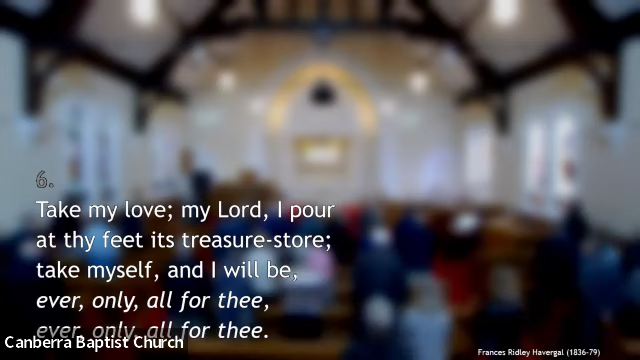 6.
Take my love; my Lord, I pour
at thy feet its treasure-store;
take myself, and I will be,
ever, only, all for thee,
ever, only, all for thee.
Canberra Baptist Church
Frances Ridley Havergal (1836-79)